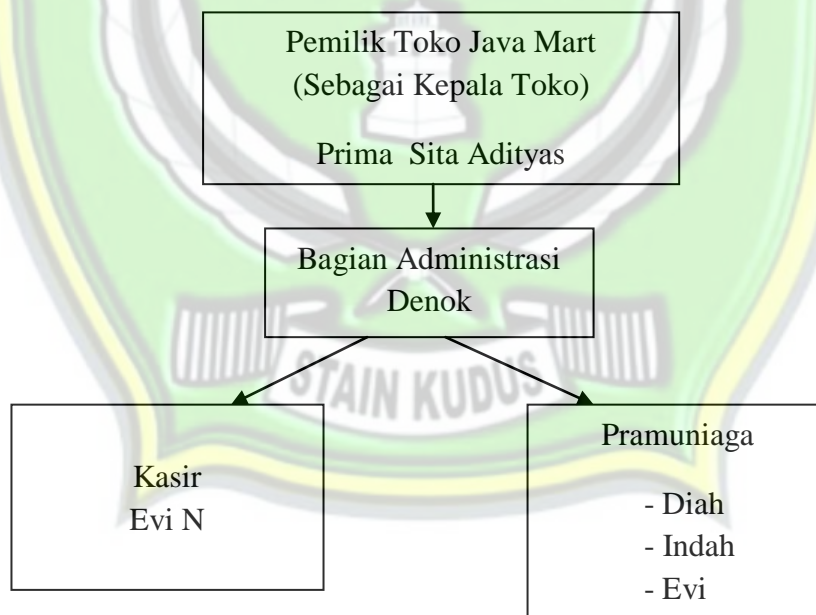 Pemilik Toko Java Mart
(Sebagai Kepala Toko)
Prima Sita Adityas
Bagian Administrasi
Denok
STAIN KUDUS
Kasir
Evi N
Pramuniaga
- Diah
- Indah
- Evi